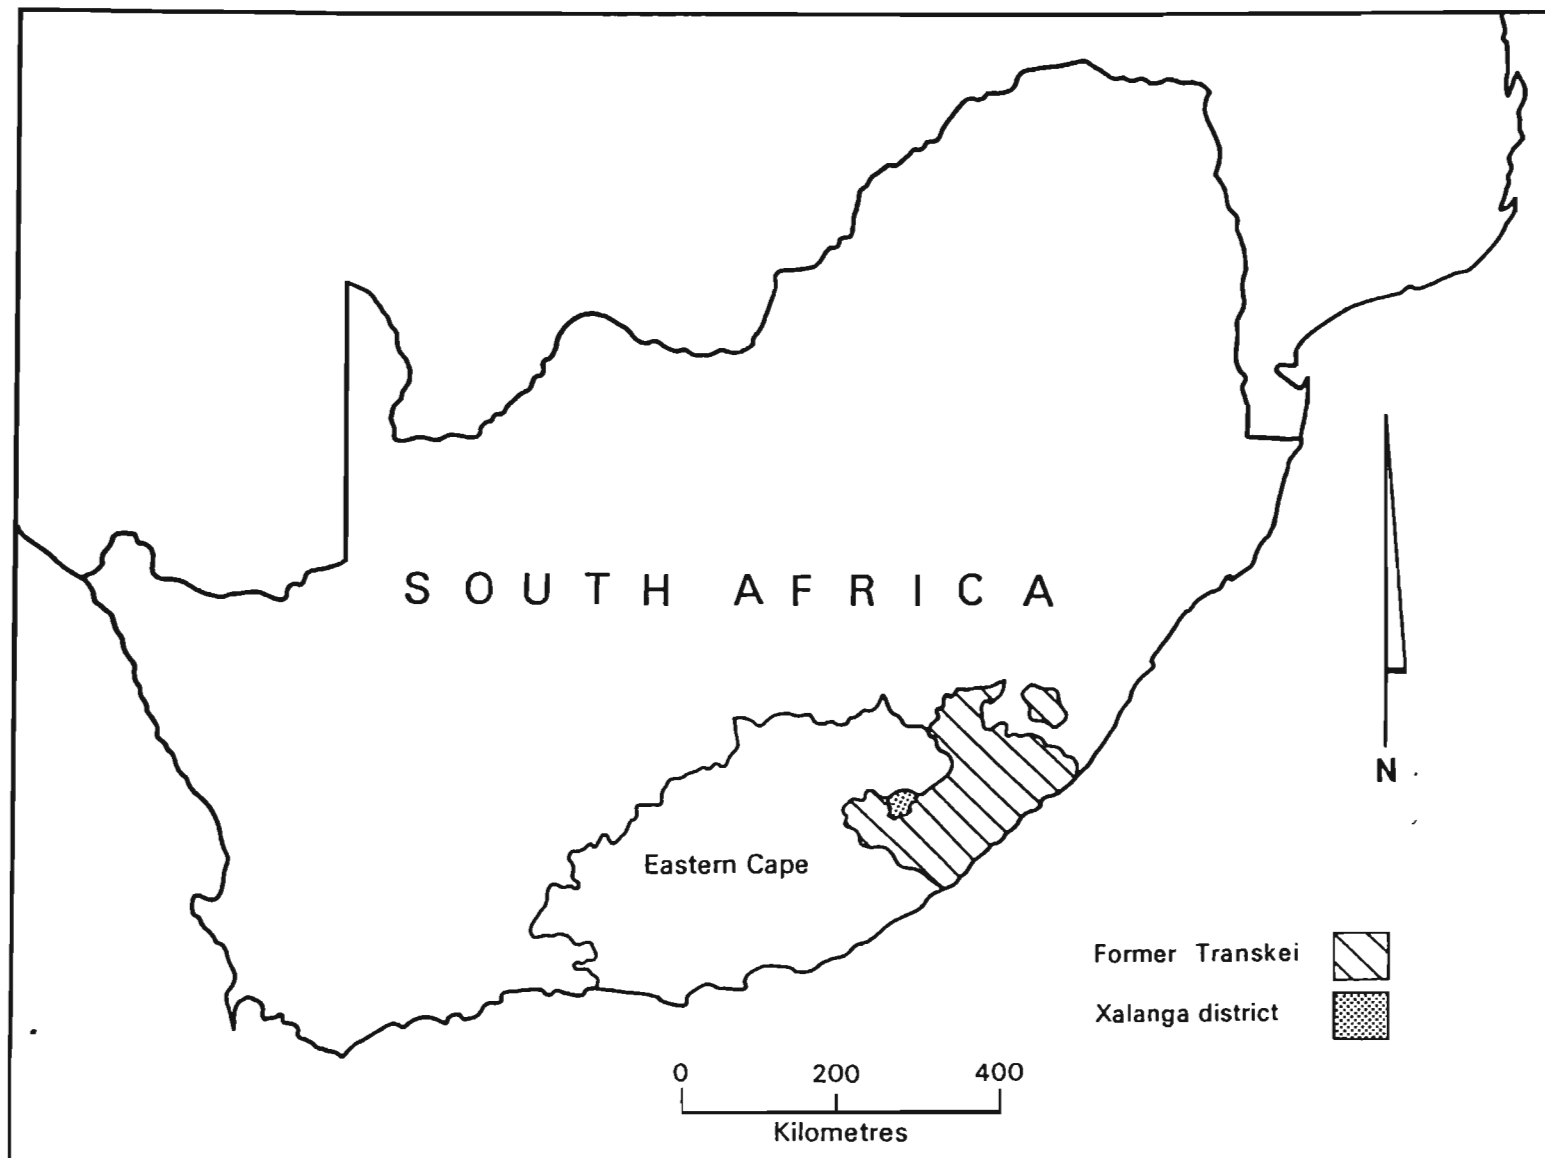 SOUTH AFRICA
N
Eastern Cape
Former Transkei
Xalanga district
0 200 400
Kilometres